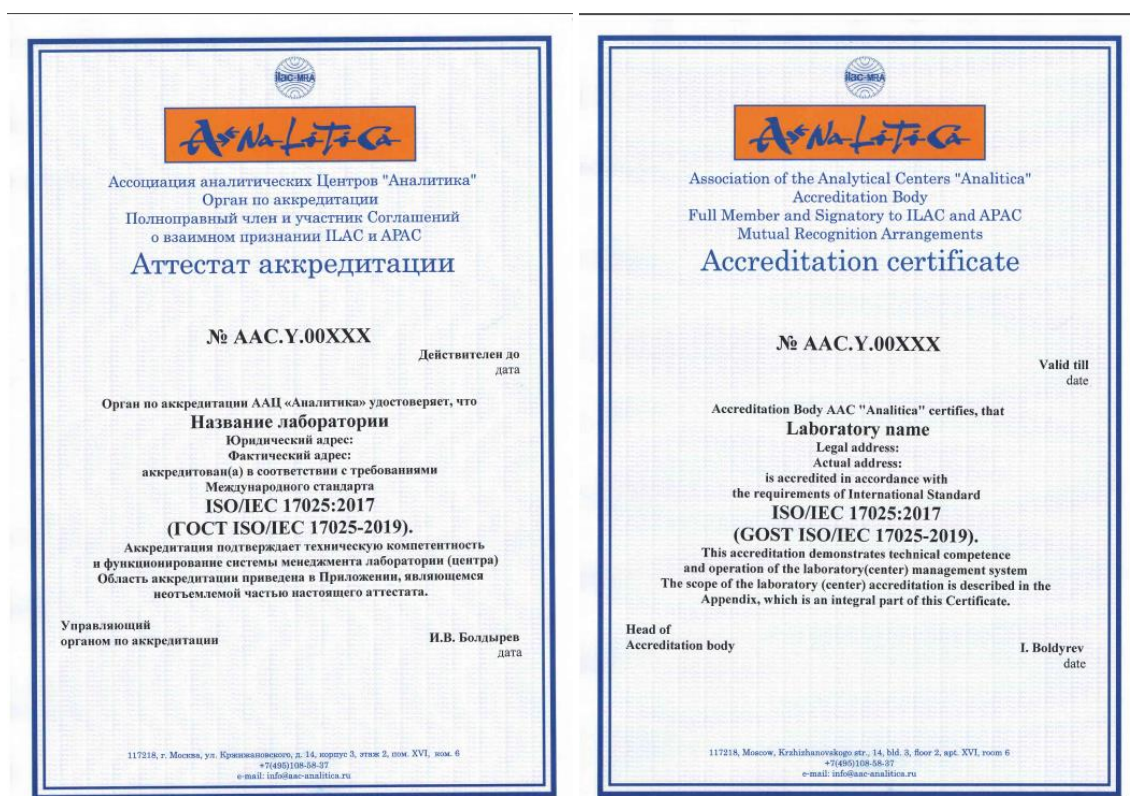 ilac-MRA
AsNaLiTiCa
Ассоциация аналитических Центров "Аналитика"
Орган по аккредитации
Полноправный член и участник Соглашений
о взаимном признании ILAC и APAC
Аттестат аккредитации
№ AAC.Y.00XXX
Действителен до
дата
Орган по аккредитации ААЦ «Аналитика» удостоверяет, что
Название лаборатории
Юридический адрес:
Фактический адрес:
аккредитован(а) в соответствии с требованиями
Международного стандарта
ISO/IEC 17025:2017
(ГОСТ ISO/IEC 17025-2019).
Аккредитация подтверждает техническую компетентность
и функционирование системы менеджмента лаборатории (центра)
Область аккредитации приведена в Приложении, являющемся
неотъемлемой частью настоящего аттестата.
Управляющий
органом по аккредитации
И.В. Болдырев
дата
117218, г. Москва, ул. Кржижановского, д. 14, корпус 3, этаж 2, пом. XVI, ком. 6
+7(495)108-58-37
e-mail: info@aac-analitica.ru
ilac-MRA
AsNaLiTiCa
Association of the Analytical Centers "Analitica"
Accreditation Body
Full Member and Signatory to ILAC and APAC
Mutual Recognition Arrangements
Accreditation certificate
№ AAC.Y.00XXX
Valid till
date
Accreditation Body AAC "Analitica" certifies, that
Laboratory name
Legal address:
Actual address:
is accredited in accordance with
the requirements of International Standard
ISO/IEC 17025:2017
(GOST ISO/IEC 17025-2019).
This accreditation demonstrates technical competence
and operation of the laboratory(center) management system
The scope of the laboratory (center) accreditation is described in the
Appendix, which is an integral part of this Certificate.
Head of
Accreditation body
I. Boldyrev
date
117218, Moscow, Krzhizhanovskogo str., 14, bld. 3, floor 2, apt. XVI, room 6
+7(495)108-58-37
e-mail: info@aac-analitica.ru